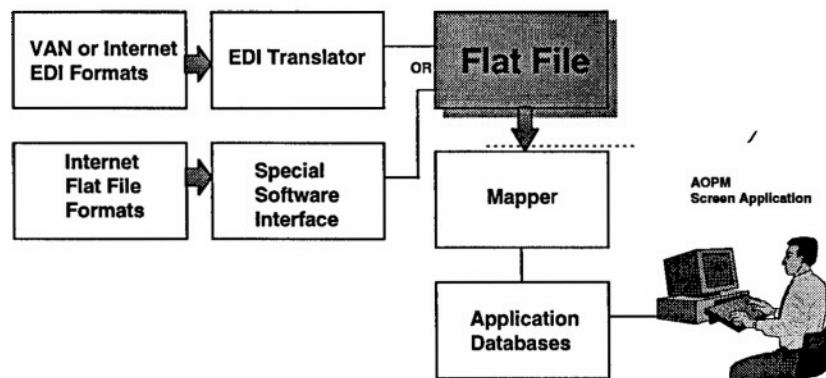 VAN or Internet
EDI Formats
EDI Translator
OR
Flat File
Internet
Flat File
Formats
Special
Software
Interface
Mapper
AOPM
Screen Application
Application
Databases